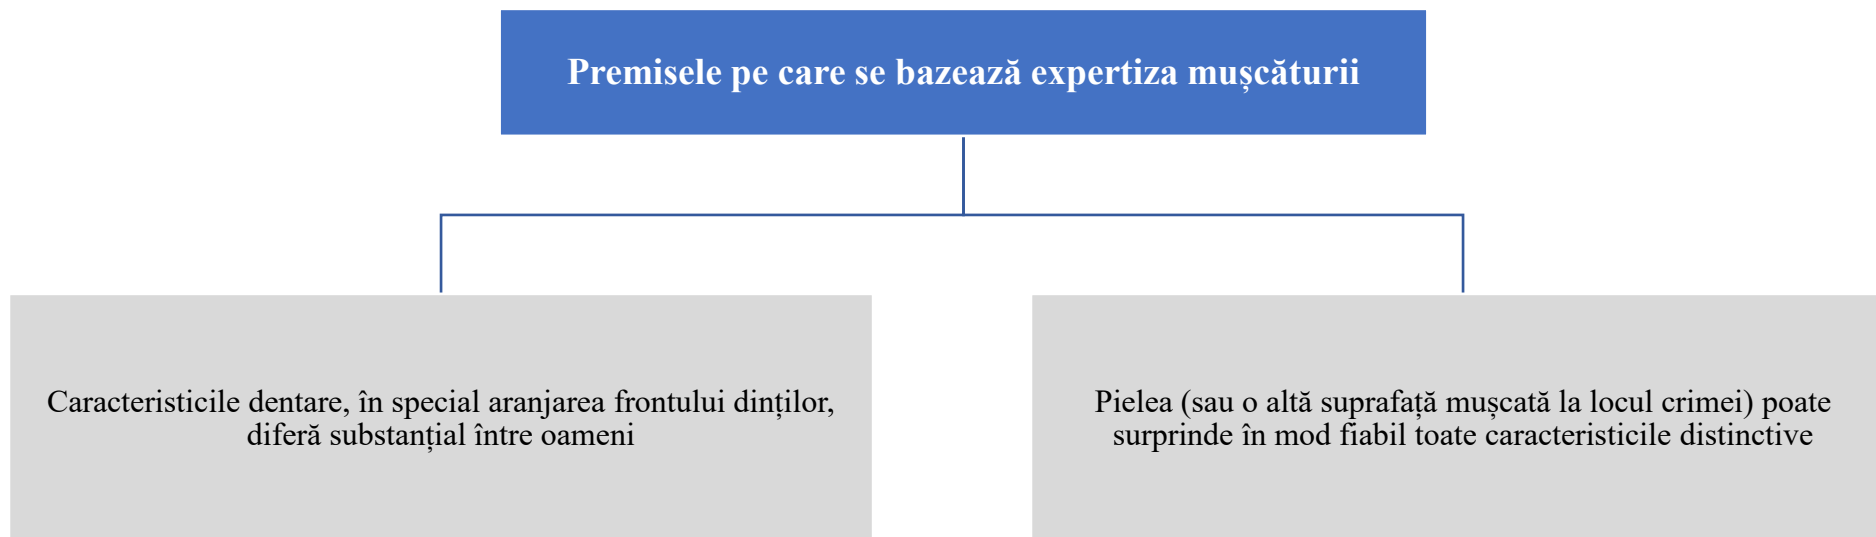 Premisele pe care se bazează expertiza mușcăturii
Caracteristicile dentare, în special aranjarea frontului dinților,
diferă substanțial între oameni
Pielea (sau o altă suprafață mușcată la locul crimei) poate
surprinde în mod fiabil toate caracteristicile distinctive